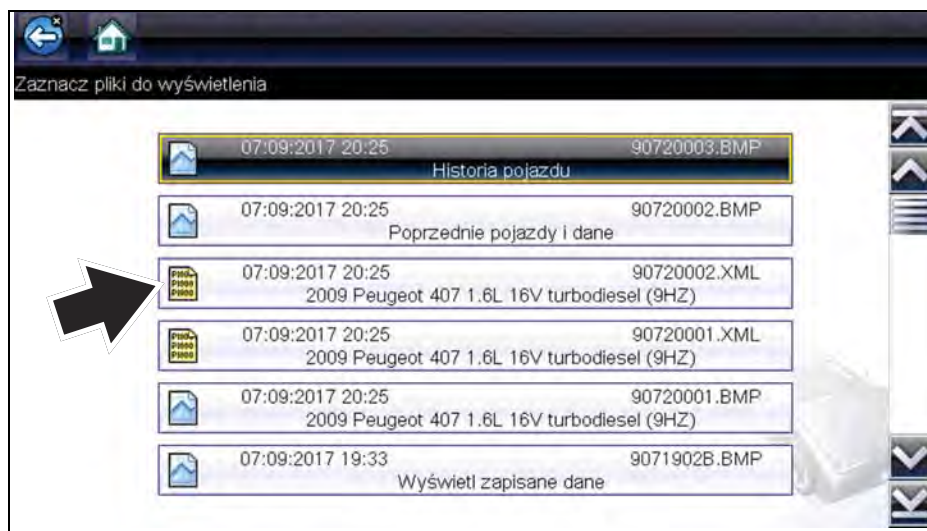 Zaznacz pliki do wyświetlenia
07:09:2017 20:25 90720003.BMP
Historia pojazdu
07:09:2017 20:25 90720002.BMP
Poprzednie pojazdy i dane
07:09:2017 20:25 90720002.XML
2009 Peugeot 407 1.6L 16V turbodiesel (9HZ)
07:09:2017 20:25 90720001.XML
2009 Peugeot 407 1.6L 16V turbodiesel (9HZ)
07:09:2017 20:25 90720001.BMP
2009 Peugeot 407 1.6L 16V turbodiesel (9HZ)
07:09:2017 19:33 9071902B.BMP
Wyświetl zapisane dane